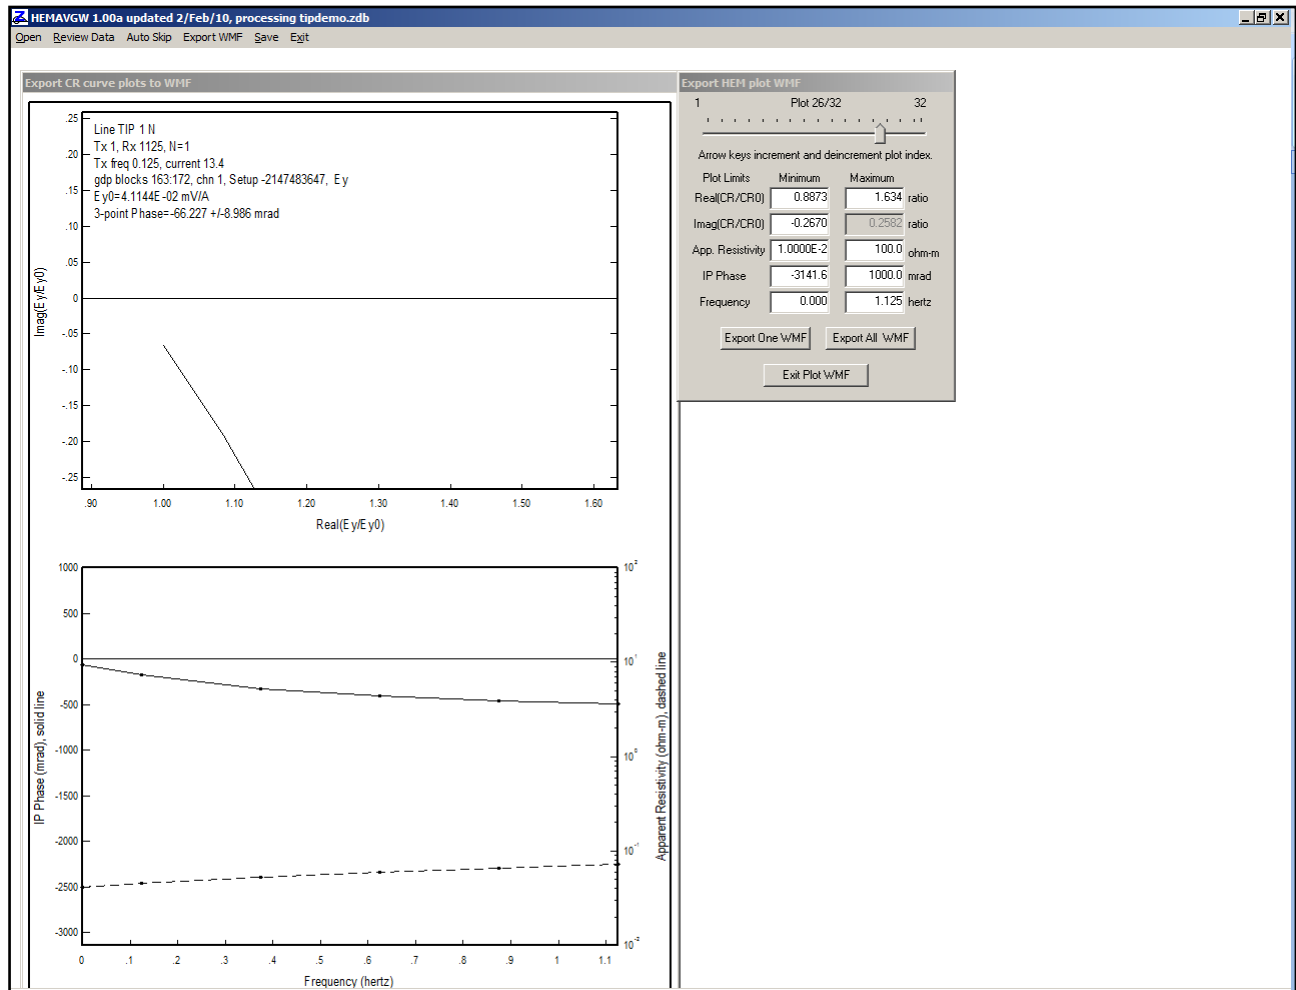 HEMAVGW 1.00a updated 2/Feb/10, processing tipdemo.zdb
Open Review Data Auto Skip Export WMF Save Exit
Export CR curve plots to WMF
.25
.20
.15
.10
.05
0
-.05
-.10
-.15
-.20
-.25
Imag(Ey/Ey0)
Line TIP 1 N
Tx 1, Rx 1125, N=1
Tx freq 0.125, current 13.4
gdp blocks 163:172, chn 1, Setup -2147483647, Ey
Ey0=4.1144E-02 mV/A
3-point Phase=-66.227 +/-8.986 mrad
.90 1.00 1.10 1.20 1.30 1.40 1.50 1.60
Real(Ey/Ey0)
1000
500
0
-500
-1000
-1500
-2000
-2500
-3000
IP Phase (mrad), solid line
10^2
10^1
10^0
10^-1
10^-2
Apparent Resistivity (ohm-m), dashed line
0 .1 .2 .3 .4 .5 .6 .7 .8 .9 1 1.1
Frequency (hertz)
Export HEM plot WMF
1 Plot 26/32 32
Arrow keys increment and deincrement plot index.
Plot Limits Minimum Maximum
Real(CR/CR0) 0.8873 1.634 ratio
Imag(CR/CR0) -0.2670 0.2582 ratio
App. Resistivity 1.0000E-2 100.0 ohm-m
IP Phase -3141.6 1000.0 mrad
Frequency 0.000 1.125 hertz
Export One WMF Export All WMF
Exit Plot WMF